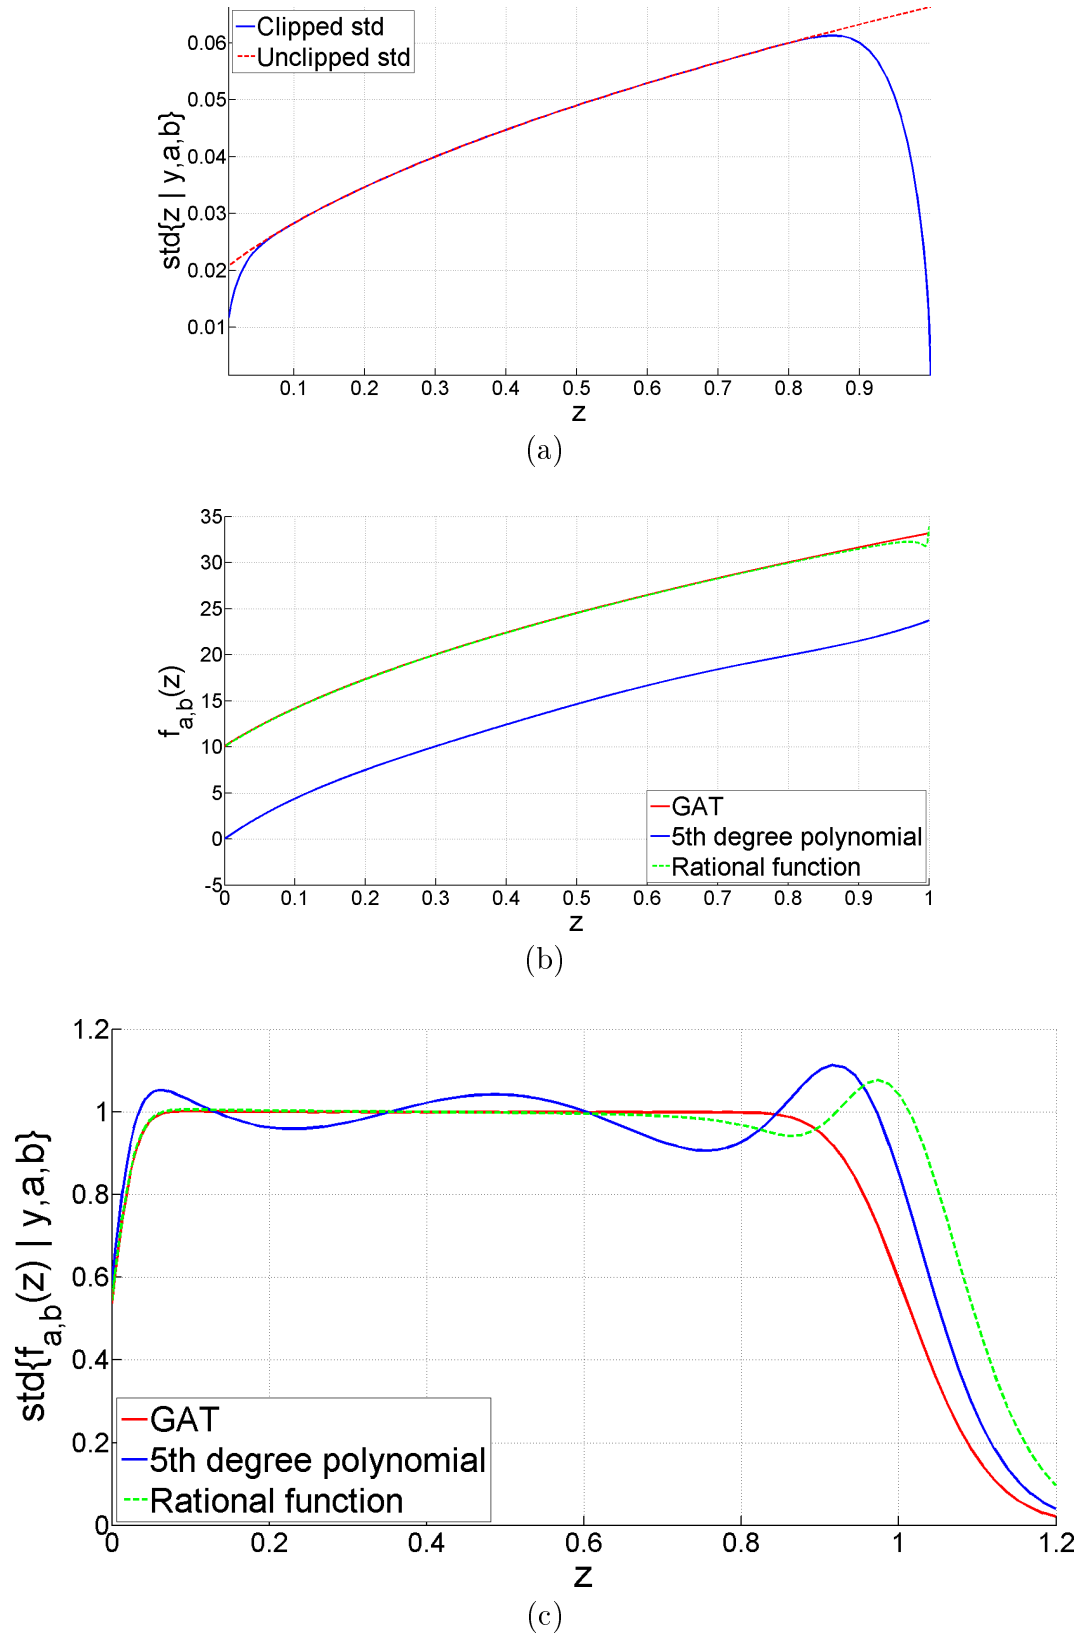 Clipped std
Unclipped std
0.06
0.05
0.04
0.03
0.02
0.01
std{z | y,a,b}
0.1 0.2 0.3 0.4 0.5 0.6 0.7 0.8 0.9
z
(a)
35
30
25
20
15
10
5
0
-5
f_{a,b}(z)
GAT
5th degree polynomial
Rational function
0 0.1 0.2 0.3 0.4 0.5 0.6 0.7 0.8 0.9 1
z
(b)
1.2
1
0.8
0.6
0.4
0.2
0
std{f_{a,b}(z) | y,a,b}
GAT
5th degree polynomial
Rational function
0 0.2 0.4 0.6 0.8 1 1.2
z
(c)